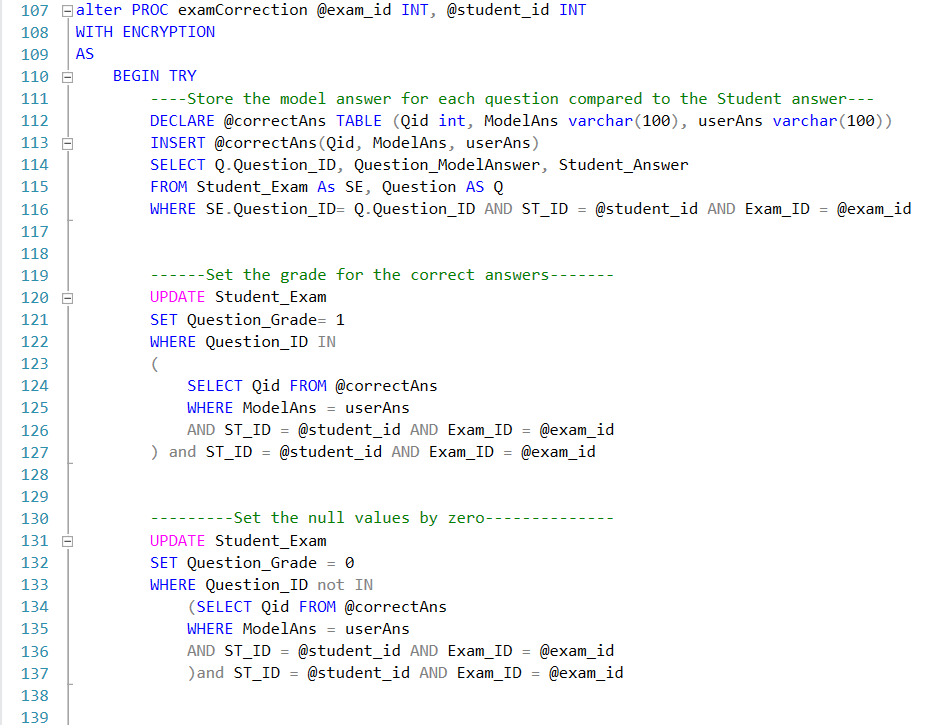 107 alter PROC examCorrection @exam_id INT, @student_id INT
108 WITH ENCRYPTION
109 AS
110 BEGIN TRY
111 ----Store the model answer for each question compared to the Student answer---
112 DECLARE @correctAns TABLE (Qid int, ModelAns varchar(100), userAns varchar(100))
113 INSERT @correctAns(Qid, ModelAns, userAns)
114 SELECT Q.Question_ID, Question_ModelAnswer, Student_Answer
115 FROM Student_Exam As SE, Question AS Q
116 WHERE SE.Question_ID= Q.Question_ID AND ST_ID = @student_id AND Exam_ID = @exam_id
117
118
119 ------Set the grade for the correct answers-------
120 UPDATE Student_Exam
121 SET Question_Grade= 1
122 WHERE Question_ID IN
123 (
124 SELECT Qid FROM @correctAns
125 WHERE ModelAns = userAns
126 AND ST_ID = @student_id AND Exam_ID = @exam_id
127 ) and ST_ID = @student_id AND Exam_ID = @exam_id
128
129
130 ---------Set the null values by zero--------------
131 UPDATE Student_Exam
132 SET Question_Grade = 0
133 WHERE Question_ID not IN
134 (SELECT Qid FROM @correctAns
135 WHERE ModelAns = userAns
136 AND ST_ID = @student_id AND Exam_ID = @exam_id
137 )and ST_ID = @student_id AND Exam_ID = @exam_id
138
139